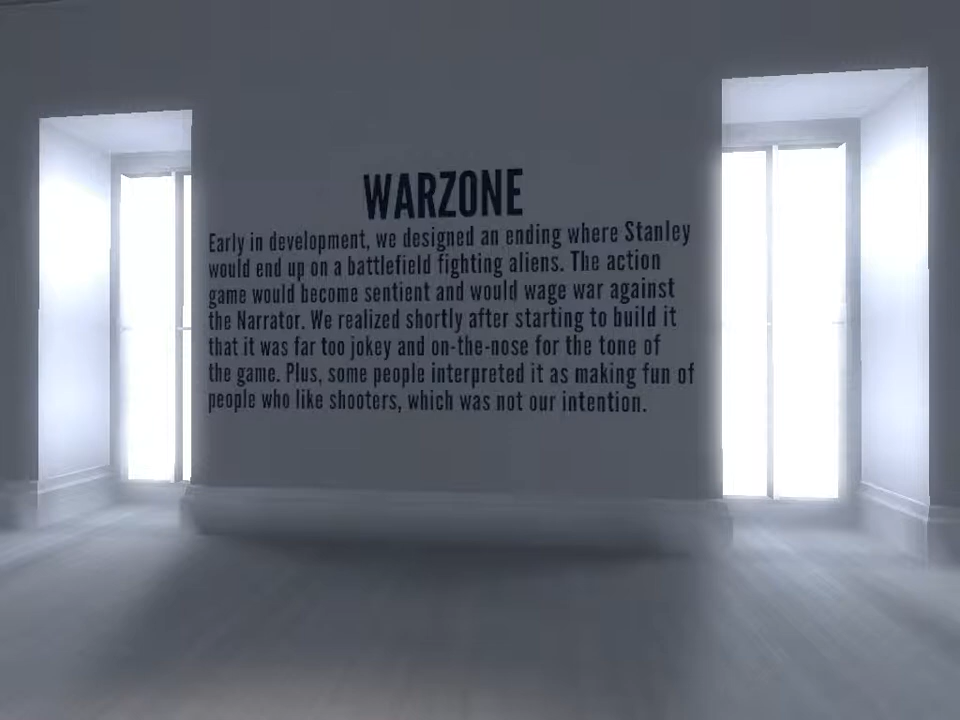 WARZONE
Early in development, we designed an ending where Stanley
would end up on a battlefield fighting aliens. The action
game would become sentient and would wage war against
the Narrator. We realized shortly after starting to build it
that it was far too jokey and on-the-nose for the tone of
the game. Plus, some people interpreted it as making fun of
people who like shooters, which was not our intention.